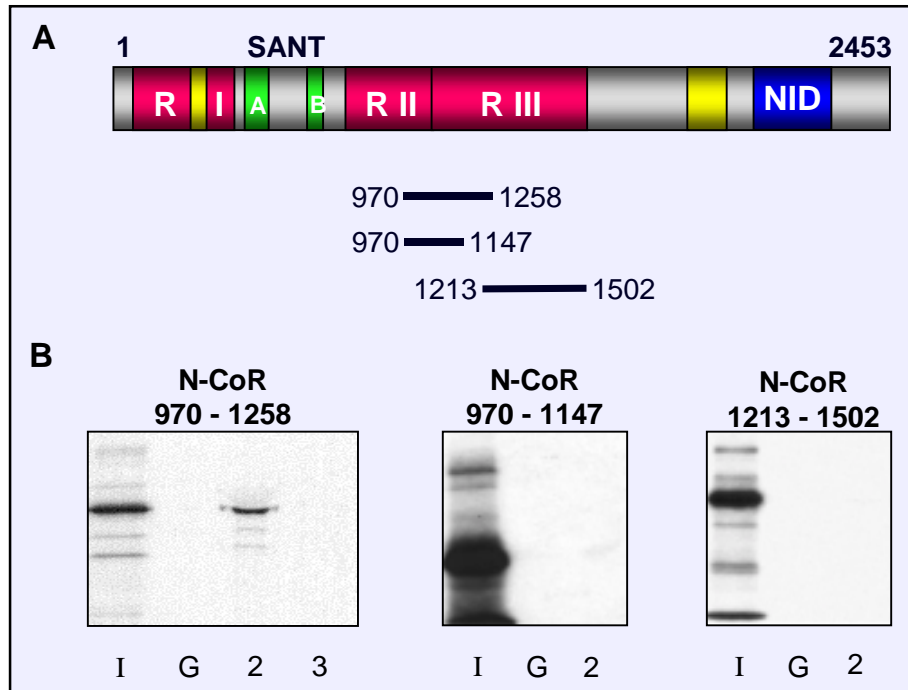 A
1 SANT 2453
R I A B R II R III NID
970 1258
970 1147
1213 1502
B
N-CoR
970 - 1258
N-CoR
970 - 1147
N-CoR
1213 - 1502
I G 2 3
I G 2
I G 2